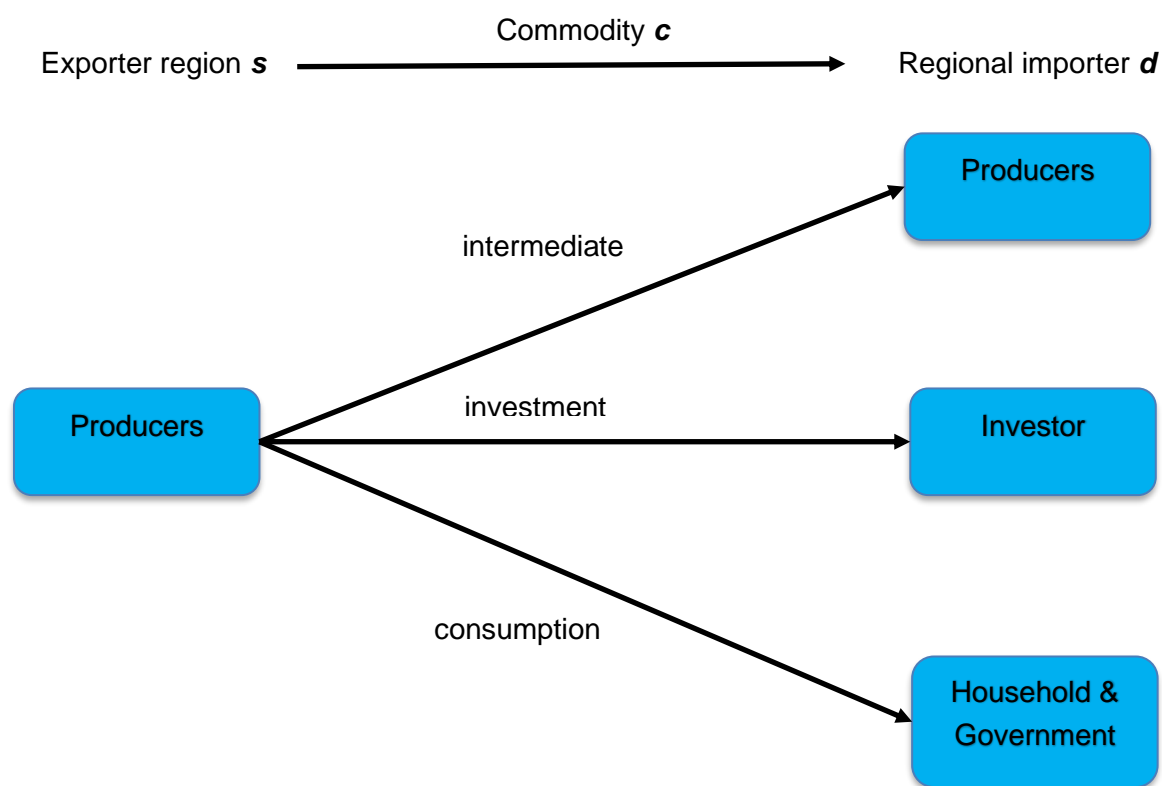 Commodity c
Exporter region s
Regional importer d
Producers
intermediate
Producers
investment
Investor
consumption
Household &
Government